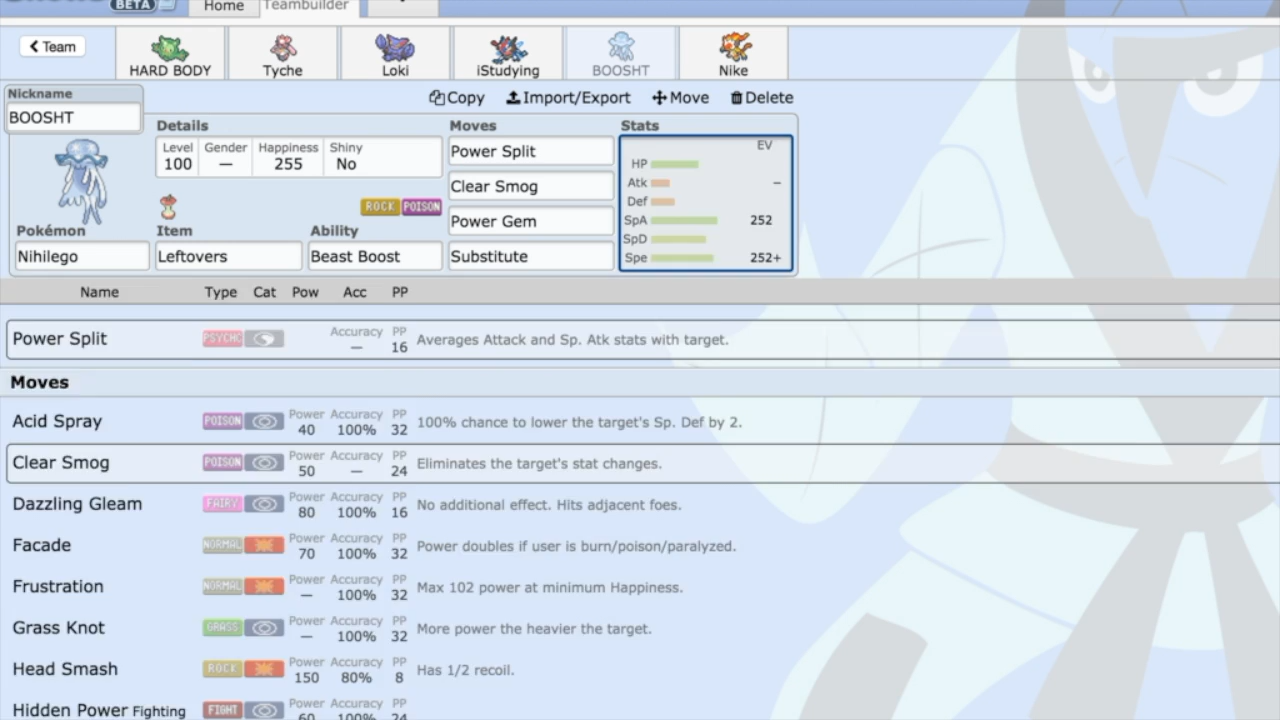 BETA
Home Teambuilder
Team
HARD BODY Tyche Loki iStudying BOOSHT Nike
Copy Import/Export Move Delete
Nickname
BOOSHT
Details Moves Stats
Level Gender Happiness Shiny
100 — 255 No
ROCK POISON
Pokémon Item Ability
Nihilego Leftovers Beast Boost
Power Split
Clear Smog
Power Gem
Substitute
EV
HP
Atk –
Def
SpA 252
SpD
Spe 252+
Name Type Cat Pow Acc PP
Power Split PSYCHC Accuracy — PP 16 Averages Attack and Sp. Atk stats with target.
Moves
Acid Spray POISON Power 40 Accuracy 100% PP 32 100% chance to lower the target's Sp. Def by 2.
Clear Smog POISON Power 50 Accuracy — PP 24 Eliminates the target's stat changes.
Dazzling Gleam FAIRY Power 80 Accuracy 100% PP 16 No additional effect. Hits adjacent foes.
Facade NORMAL Power 70 Accuracy 100% PP 32 Power doubles if user is burn/poison/paralyzed.
Frustration NORMAL Power — Accuracy 100% PP 32 Max 102 power at minimum Happiness.
Grass Knot GRASS Power — Accuracy 100% PP 32 More power the heavier the target.
Head Smash ROCK Power 150 Accuracy 80% PP 8 Has 1/2 recoil.
Hidden Power Fighting FIGHT Power 60 Accuracy 100% PP 24